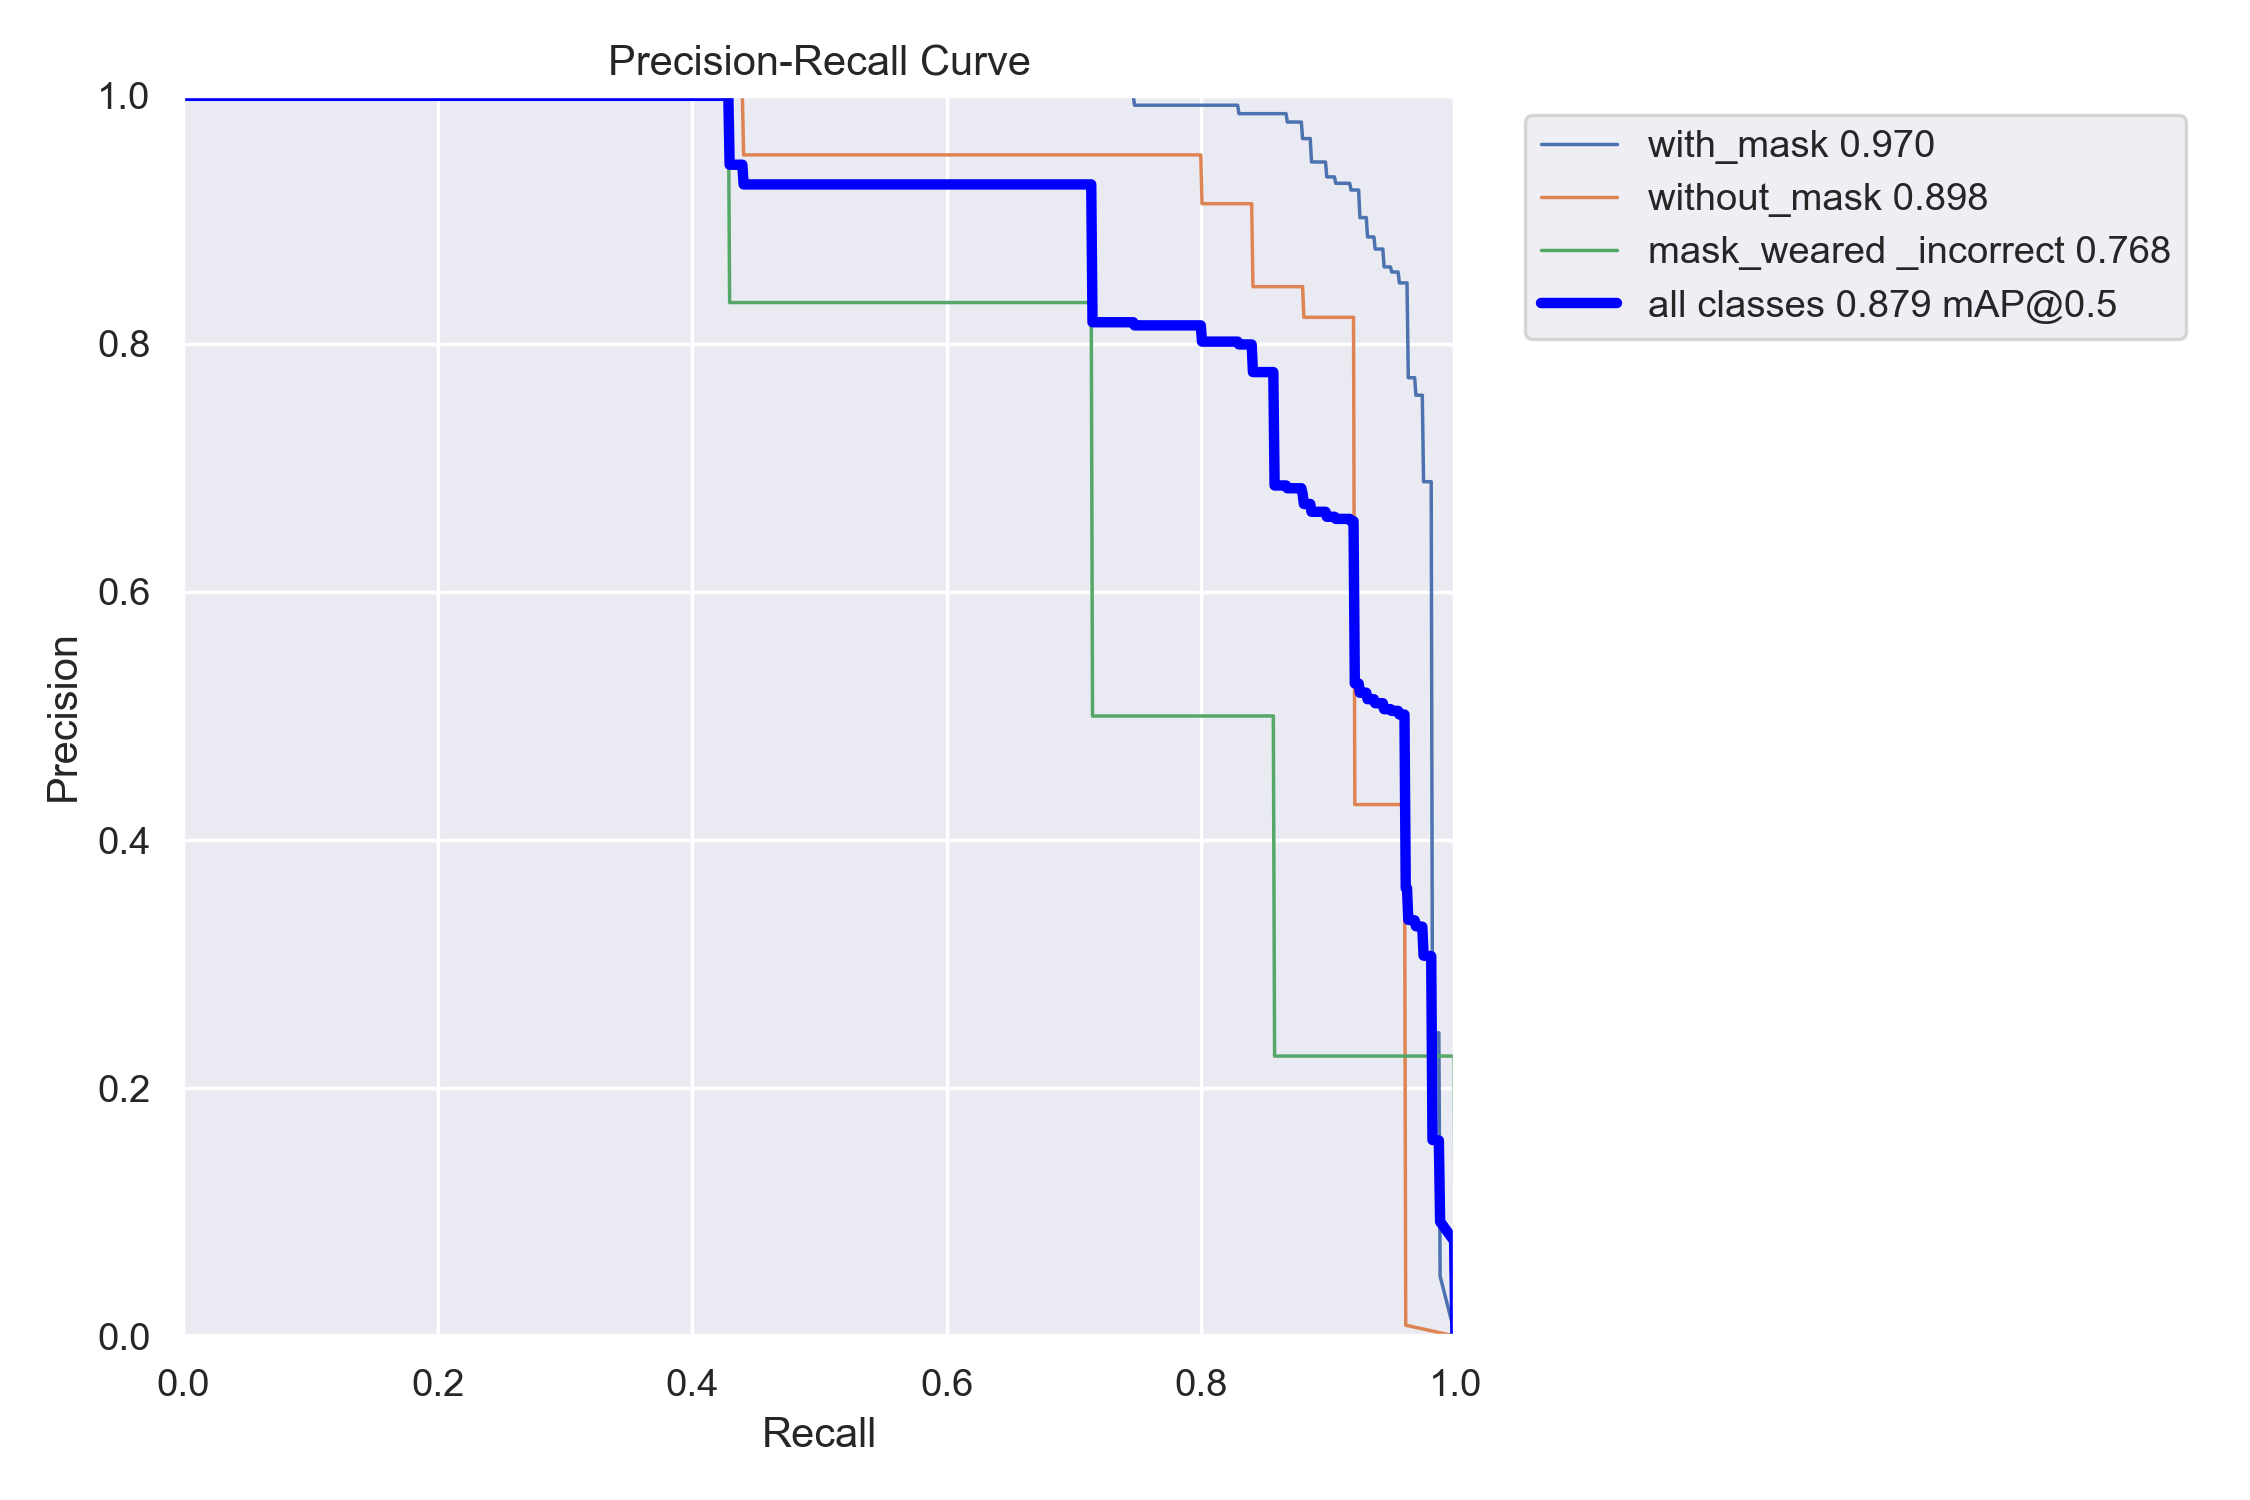 Precision-Recall Curve
1.0
0.8
0.6
0.4
0.2
0.0
Precision
0.0 0.2 0.4 0.6 0.8 1.0
Recall
with_mask 0.970
without_mask 0.898
mask_weared _incorrect 0.768
all classes 0.879 mAP@0.5